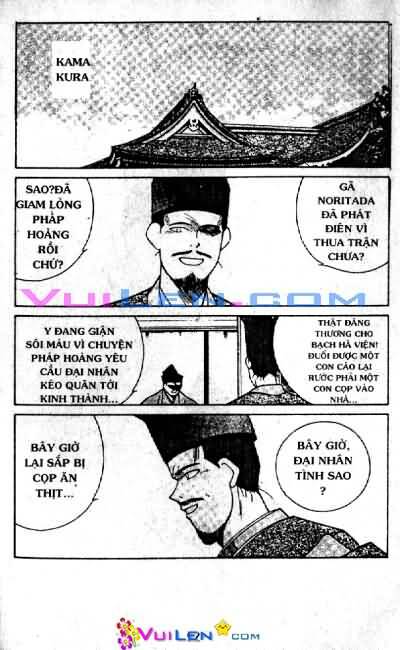 KAMA
KURA
GÃ
NORITADA
ĐÃ PHÁT
ĐIÊN VÌ
THUA TRẬN
CHƯA?
SAO?ĐÃ
GIAM LỎNG
PHÁP
HOÀNG
RỒI
CHỨ?
THẬT ĐÁNG
THƯƠNG CHO
BẠCH HÀ VIỆN!
ĐUỔI ĐƯỢC MỘT
CON CÁO LẠI
RƯỚC PHẢI MỘT
CON CỌP VÀO
NHÀ...
Y ĐANG GIẬN
SÔI MÁU VÌ CHUYỆN
PHÁP HOÀNG YÊU
CẦU ĐẠI NHÂN
KÉO QUÂN TỚI
KINH THÀNH...
BÂY GIỜ,
ĐẠI NHÂN
TÍNH SAO
?
BÂY GIỜ
LẠI SẮP BỊ
CỌP ĂN
THỊT...
VuiLen.com
VuiLen
.com